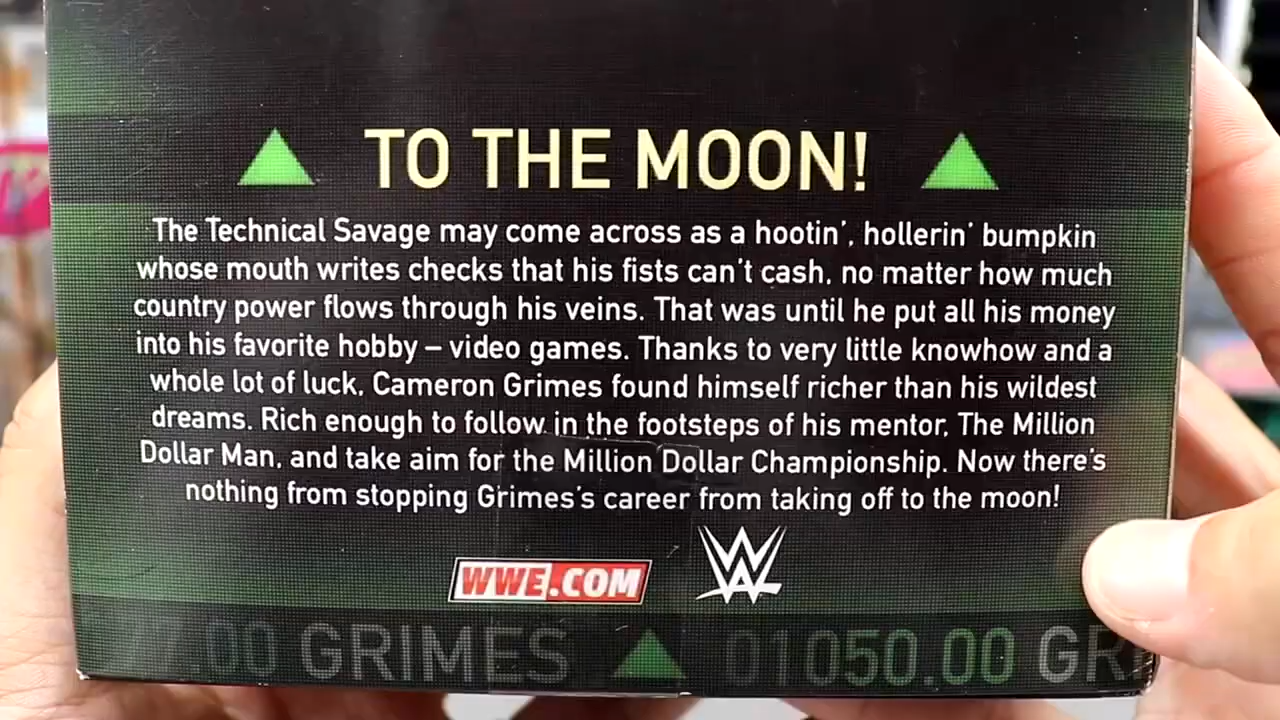 TO THE MOON!
The Technical Savage may come across as a hootin', hollerin' bumpkin
whose mouth writes checks that his fists can't cash, no matter how much
country power flows through his veins. That was until he put all his money
into his favorite hobby – video games. Thanks to very little knowhow and a
whole lot of luck, Cameron Grimes found himself richer than his wildest
dreams. Rich enough to follow in the footsteps of his mentor, The Million
Dollar Man, and take aim for the Million Dollar Championship. Now there's
nothing from stopping Grimes's career from taking off to the moon!
WWE.COM W
.00 GRIMES 01050.00 GR